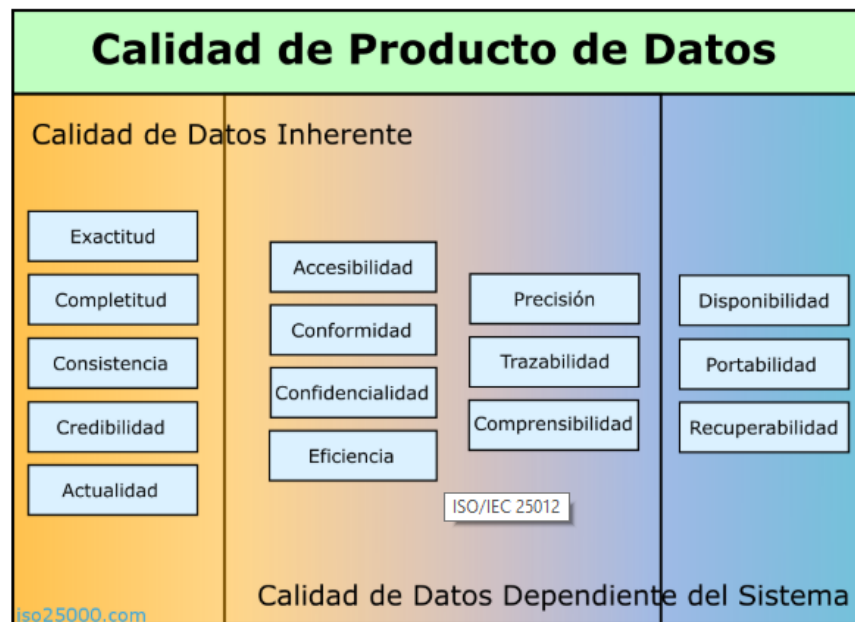 Calidad de Producto de Datos
Calidad de Datos Inherente
Exactitud
Completitud
Consistencia
Credibilidad
Actualidad
Accesibilidad
Conformidad
Confidencialidad
Eficiencia
Precisión
Trazabilidad
Comprensibilidad
Disponibilidad
Portabilidad
Recuperabilidad
ISO/IEC 25012
Calidad de Datos Dependiente del Sistema
iso25000.com